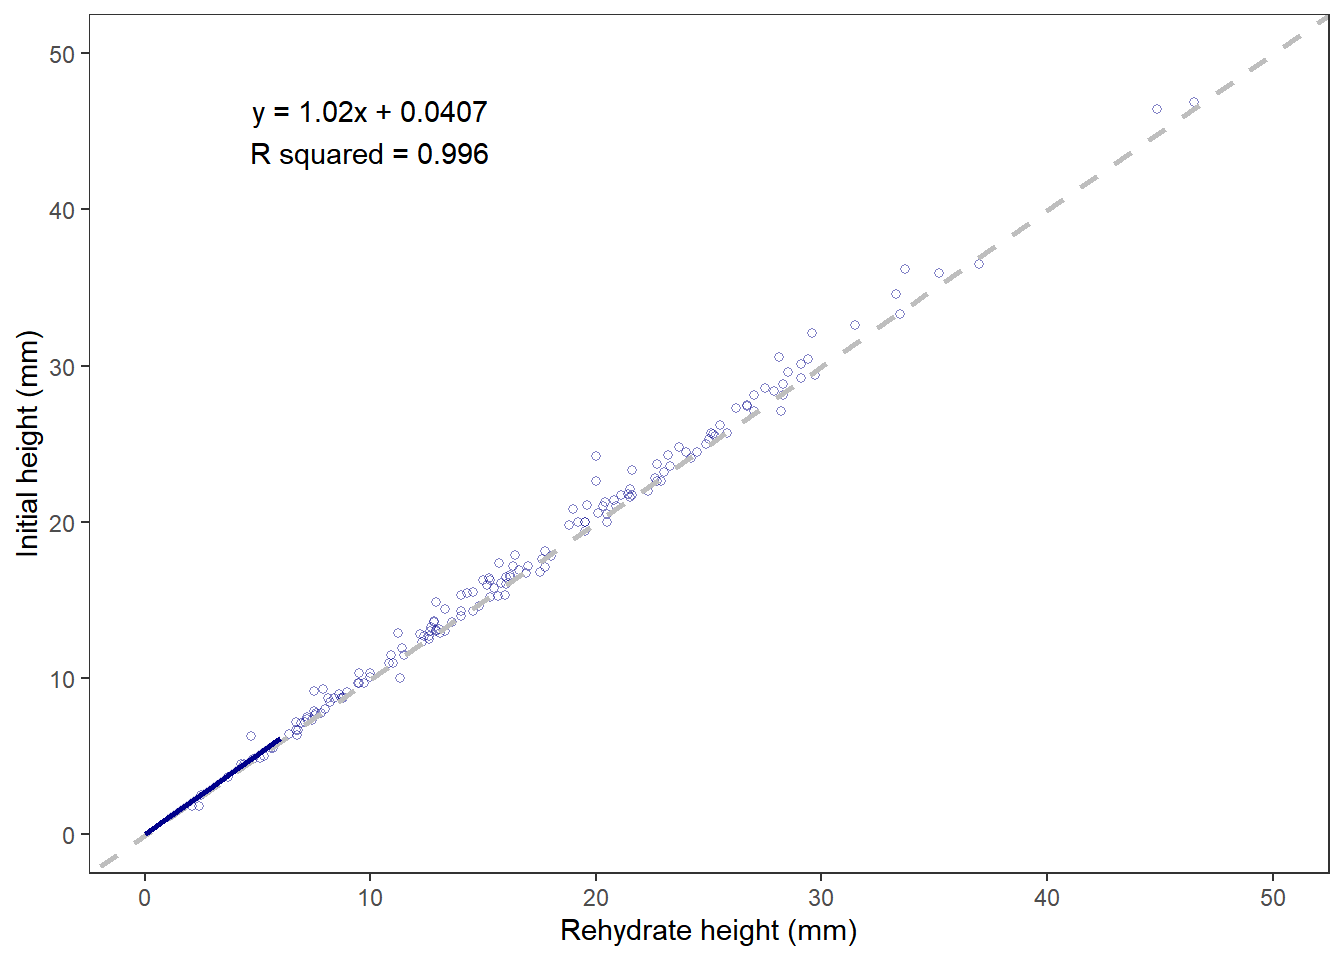 y = 1.02x + 0.0407
R squared = 0.996
Initial height (mm)
50
40
30
20
10
0
0 10 20 30 40 50
Rehydrate height (mm)